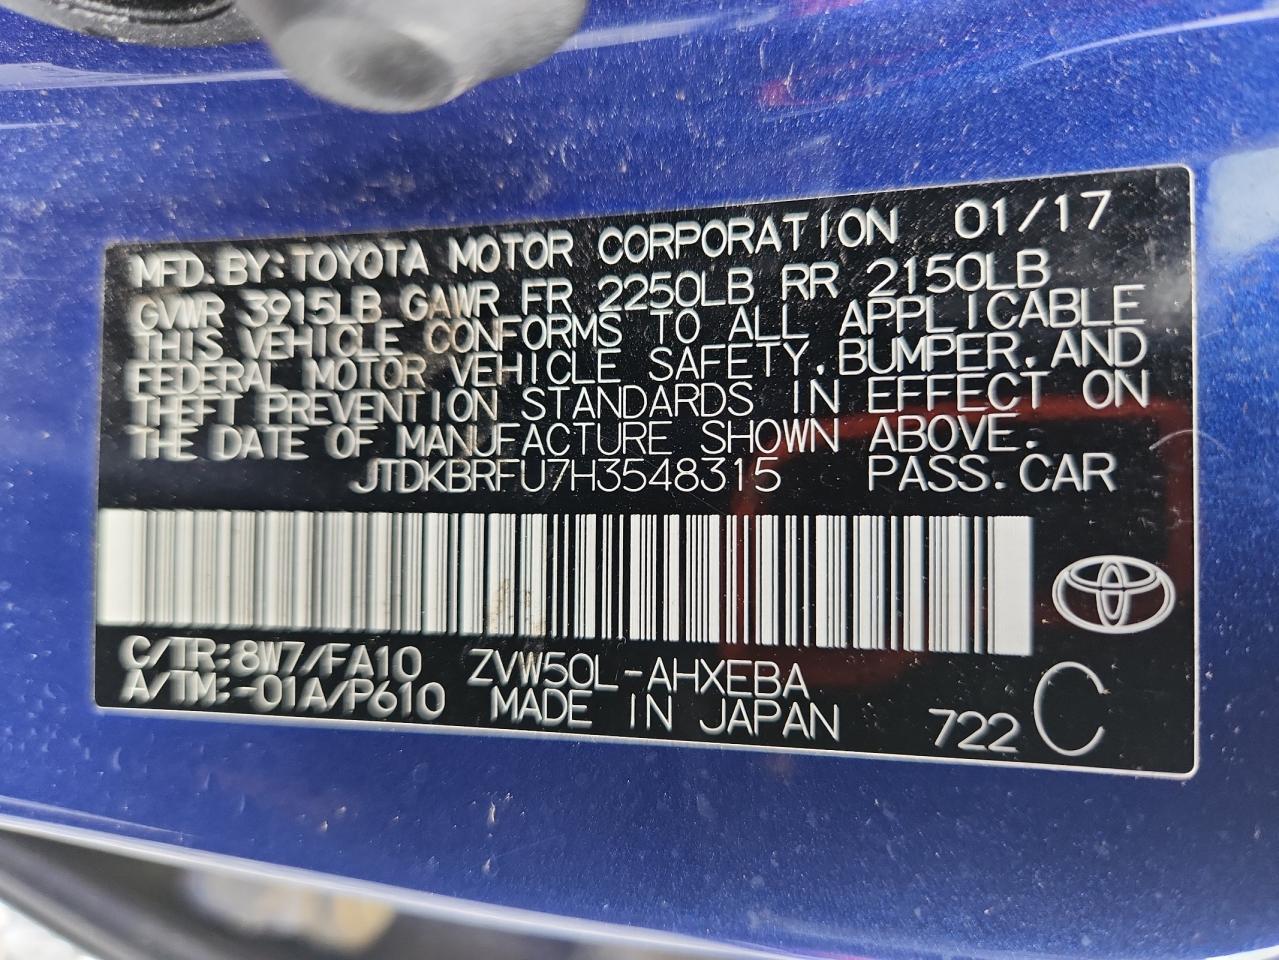 MFD. BY: TOYOTA MOTOR CORPORATION 01/17
GVWR 3915LB GAWR FR 2250LB RR 2150LB
THIS VEHICLE CONFORMS TO ALL APPLICABLE
FEDERAL MOTOR VEHICLE SAFETY, BUMPER, AND
THEFT PREVENTION STANDARDS IN EFFECT ON
THE DATE OF MANUFACTURE SHOWN ABOVE.
JTDKBRFU7H3548315 PASS. CAR
C/TR: 8W7/FA10 ZVW50L-AHXEBA
A/TM: -01A/P610 MADE IN JAPAN 722 C